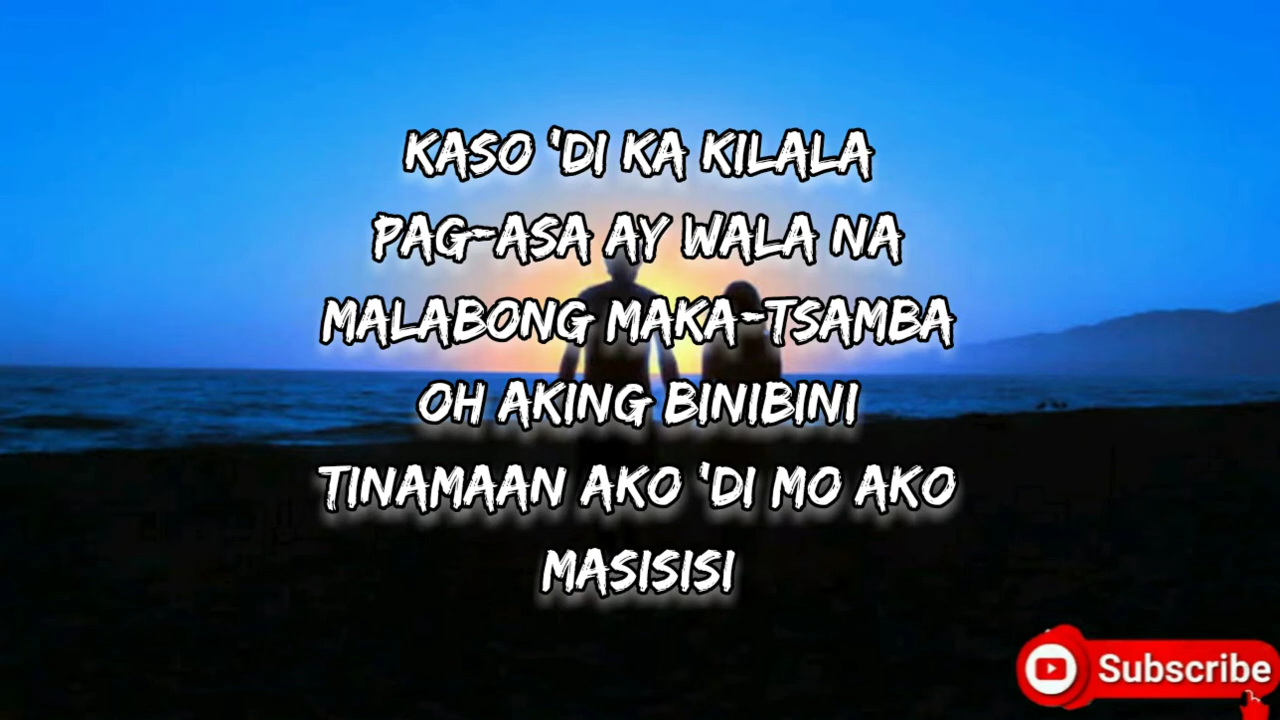 KASO 'DI KA KILALA
PAG-ASA AY WALA NA
MALABONG MAKA-TSAMBA
OH AKING BINIBINI
TINAMAAN AKO 'DI MO AKO
MASISISI
Subscribe